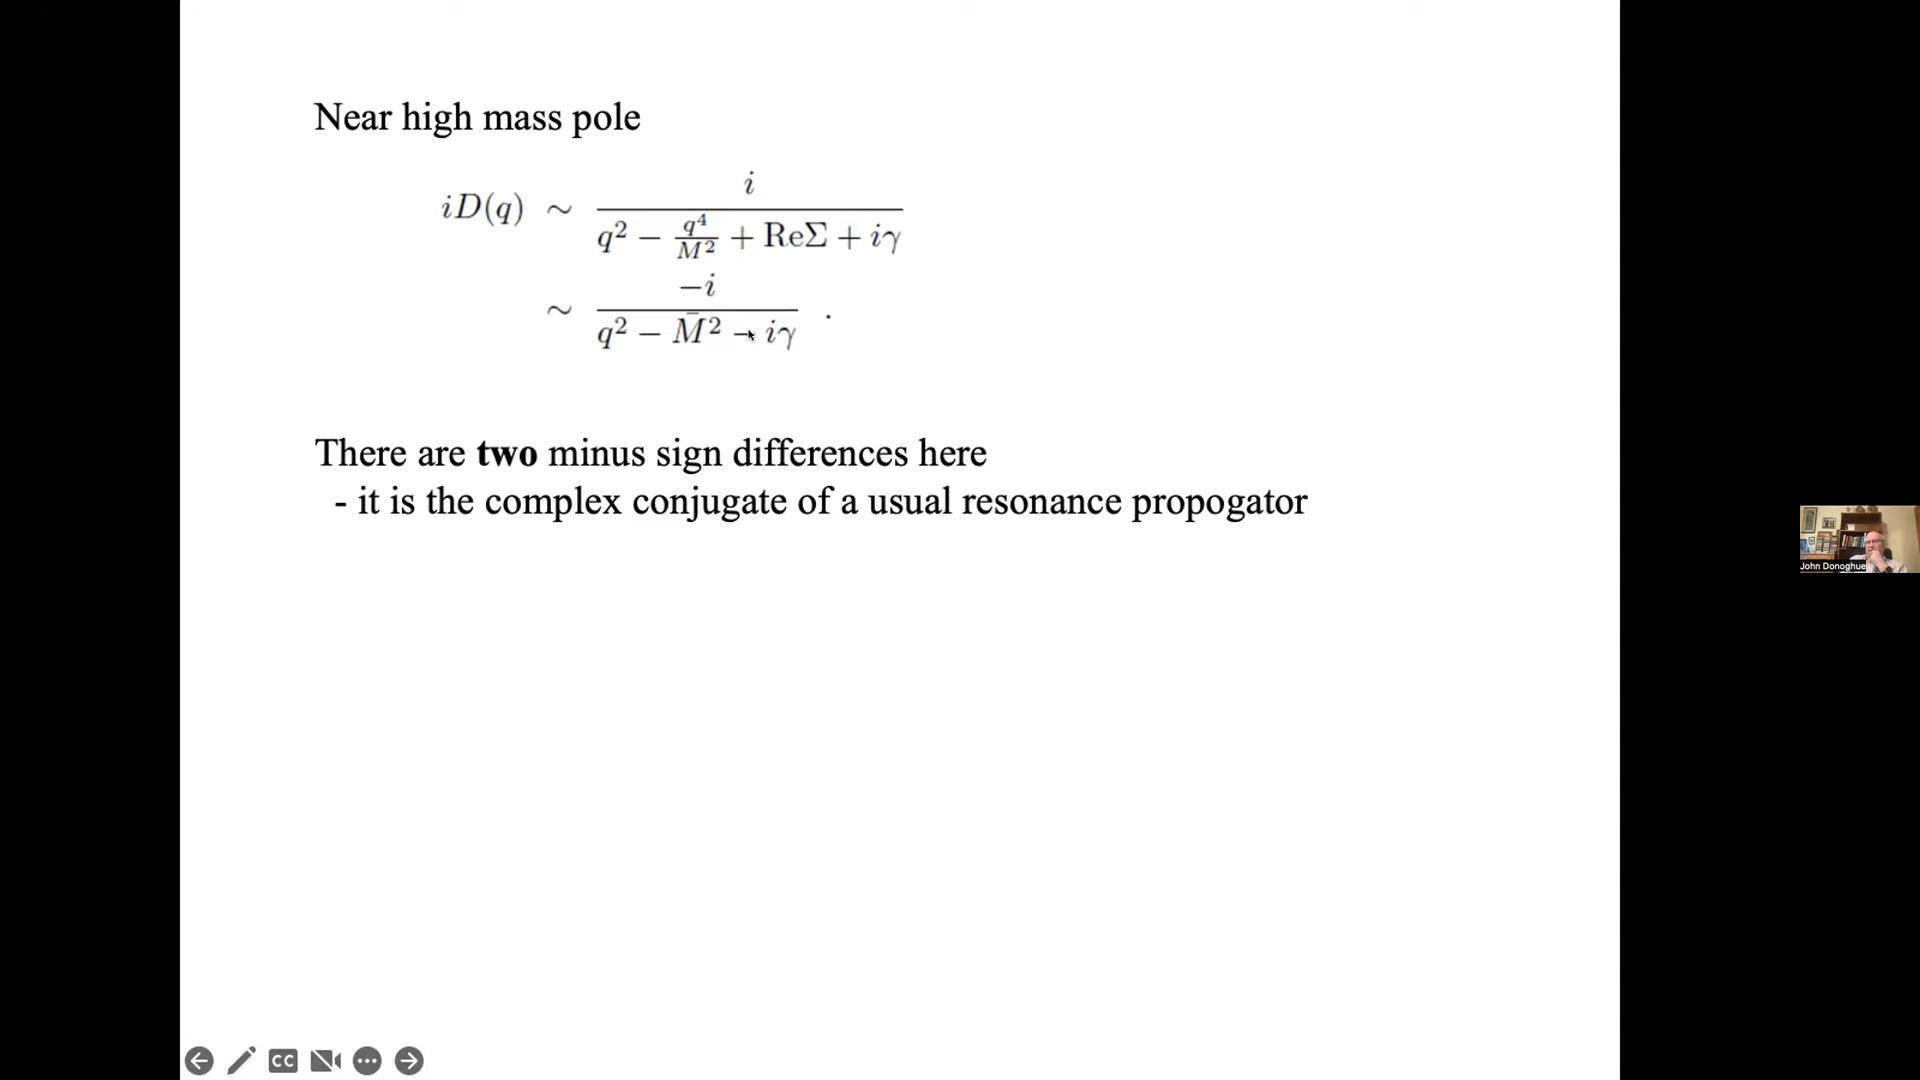 Near high mass pole
iD(q) ~ i / (q² − q⁴/M² + ReΣ + iγ)
~ −i / (q² − M̄² − iγ) .
There are two minus sign differences here
- it is the complex conjugate of a usual resonance propogator
John Donoghue
CC